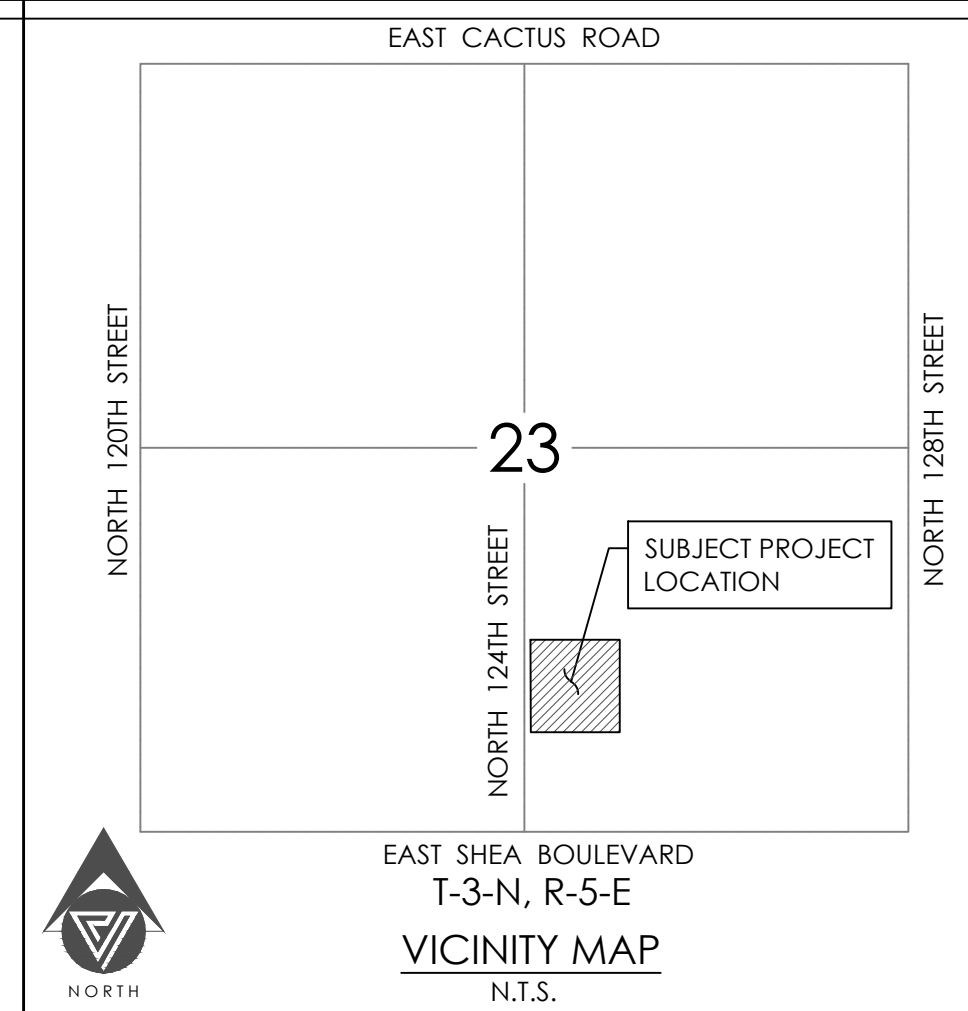 EAST CACTUS ROAD
NORTH 120TH STREET
NORTH 128TH STREET
23
NORTH 124TH STREET
SUBJECT PROJECT
LOCATION
EAST SHEA BOULEVARD
T-3-N, R-5-E
VICINITY MAP
N.T.S.
NORTH